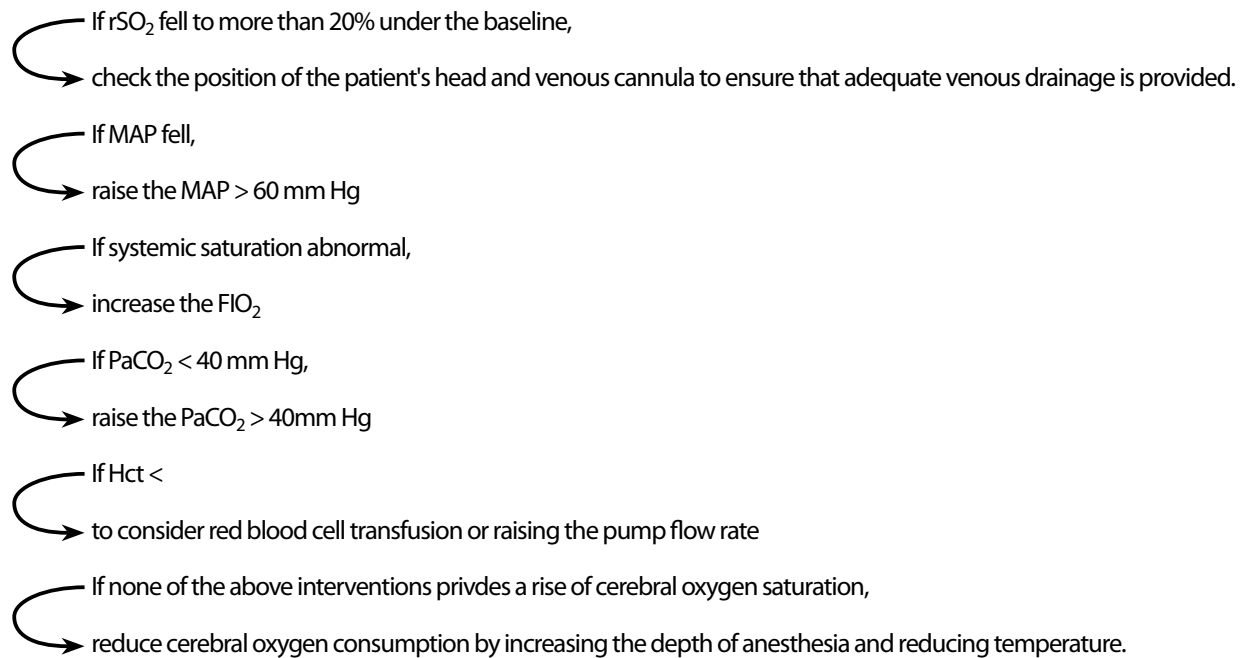 If rSO₂ fell to more than 20% under the baseline,
check the position of the patient's head and venous cannula to ensure that adequate venous drainage is provided.
If MAP fell,
raise the MAP > 60 mm Hg
If systemic saturation abnormal,
increase the FIO₂
If PaCO₂ < 40 mm Hg,
raise the PaCO₂ > 40mm Hg
If Hct <
to consider red blood cell transfusion or raising the pump flow rate
If none of the above interventions privdes a rise of cerebral oxygen saturation,
reduce cerebral oxygen consumption by increasing the depth of anesthesia and reducing temperature.